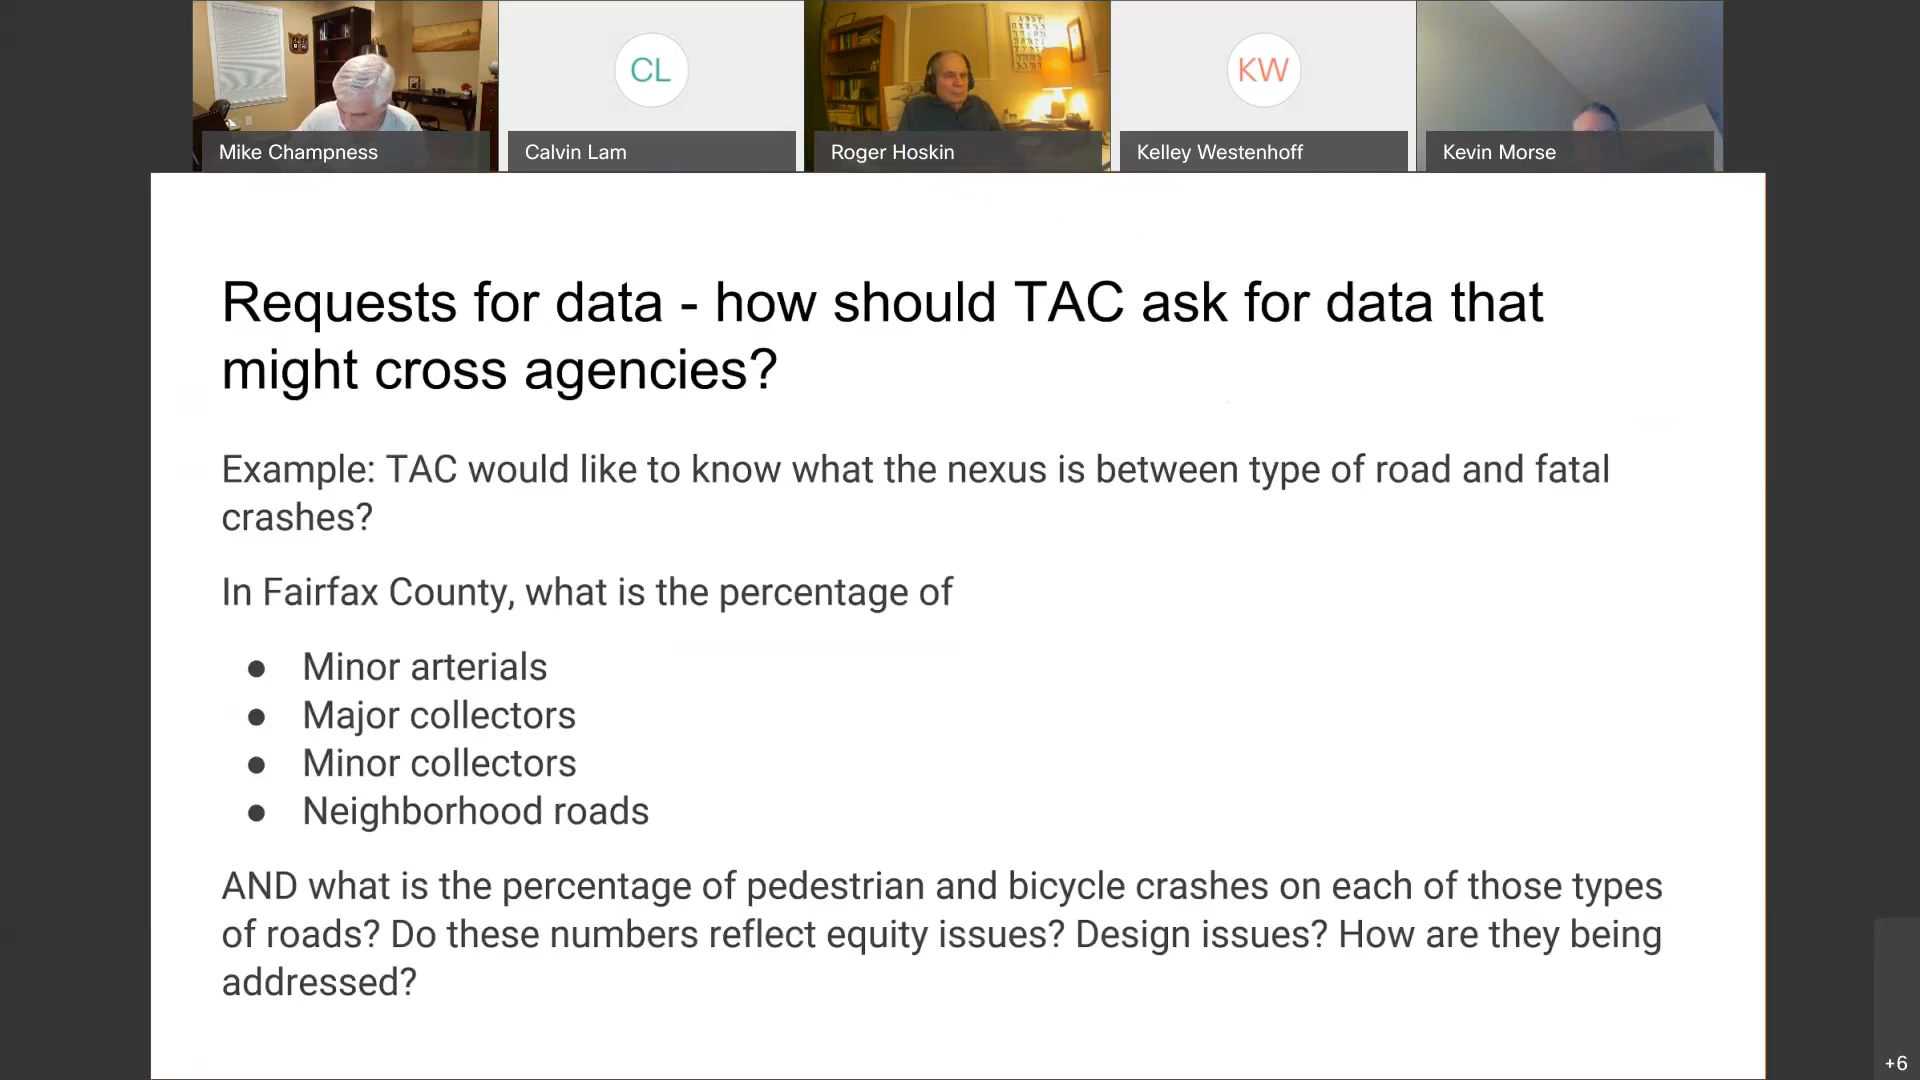 CL
KW
Mike Champness
Calvin Lam
Roger Hoskin
Kelley Westenhoff
Kevin Morse
Requests for data - how should TAC ask for data that
might cross agencies?
Example: TAC would like to know what the nexus is between type of road and fatal
crashes?
In Fairfax County, what is the percentage of
● Minor arterials
● Major collectors
● Minor collectors
● Neighborhood roads
AND what is the percentage of pedestrian and bicycle crashes on each of those types
of roads? Do these numbers reflect equity issues? Design issues? How are they being
addressed?
+6